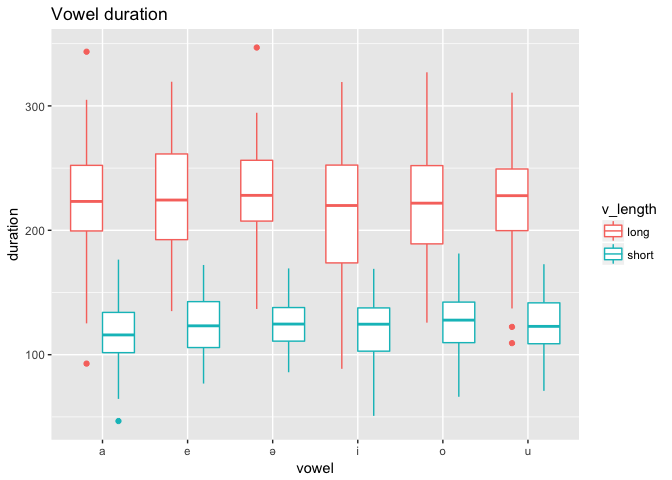 Vowel duration
300
200
100
duration
a e ə i o u
vowel
v_length
long
short